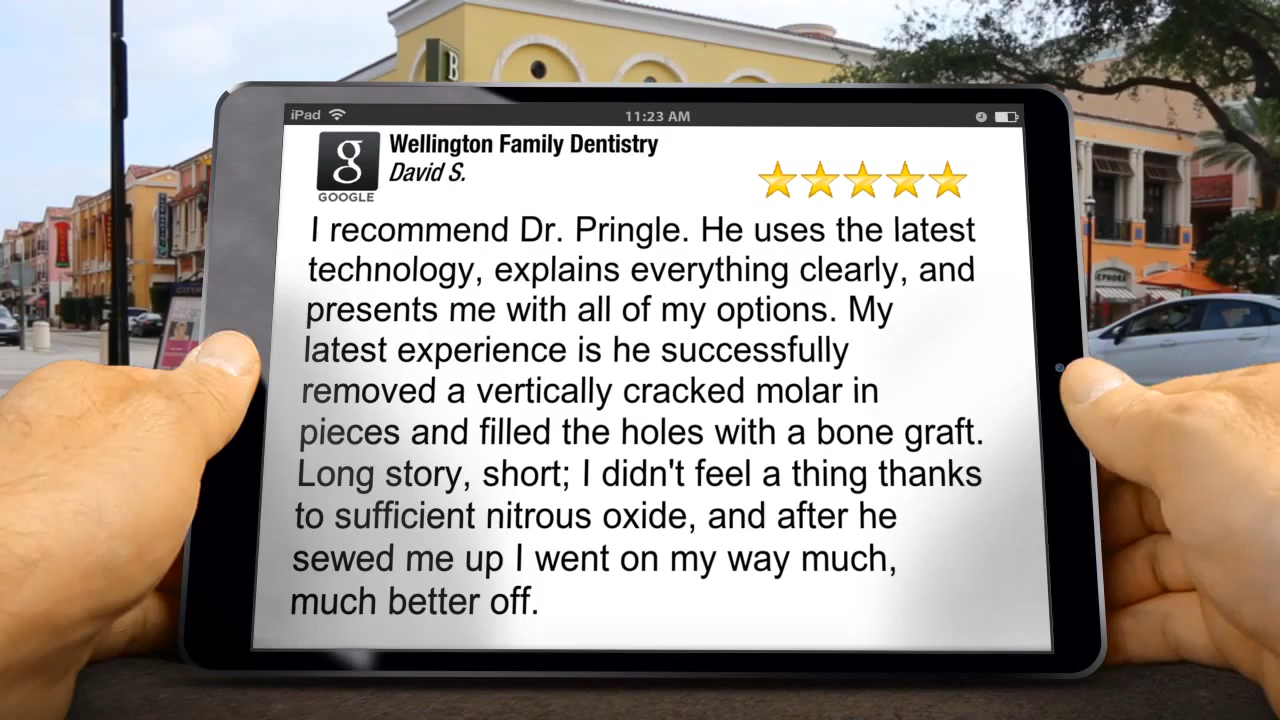 iPad
11:23 AM
g
GOOGLE
Wellington Family Dentistry
David S.
I recommend Dr. Pringle. He uses the latest
technology, explains everything clearly, and
presents me with all of my options. My
latest experience is he successfully
removed a vertically cracked molar in
pieces and filled the holes with a bone graft.
Long story, short; I didn't feel a thing thanks
to sufficient nitrous oxide, and after he
sewed me up I went on my way much,
much better off.
B
SEPHORA